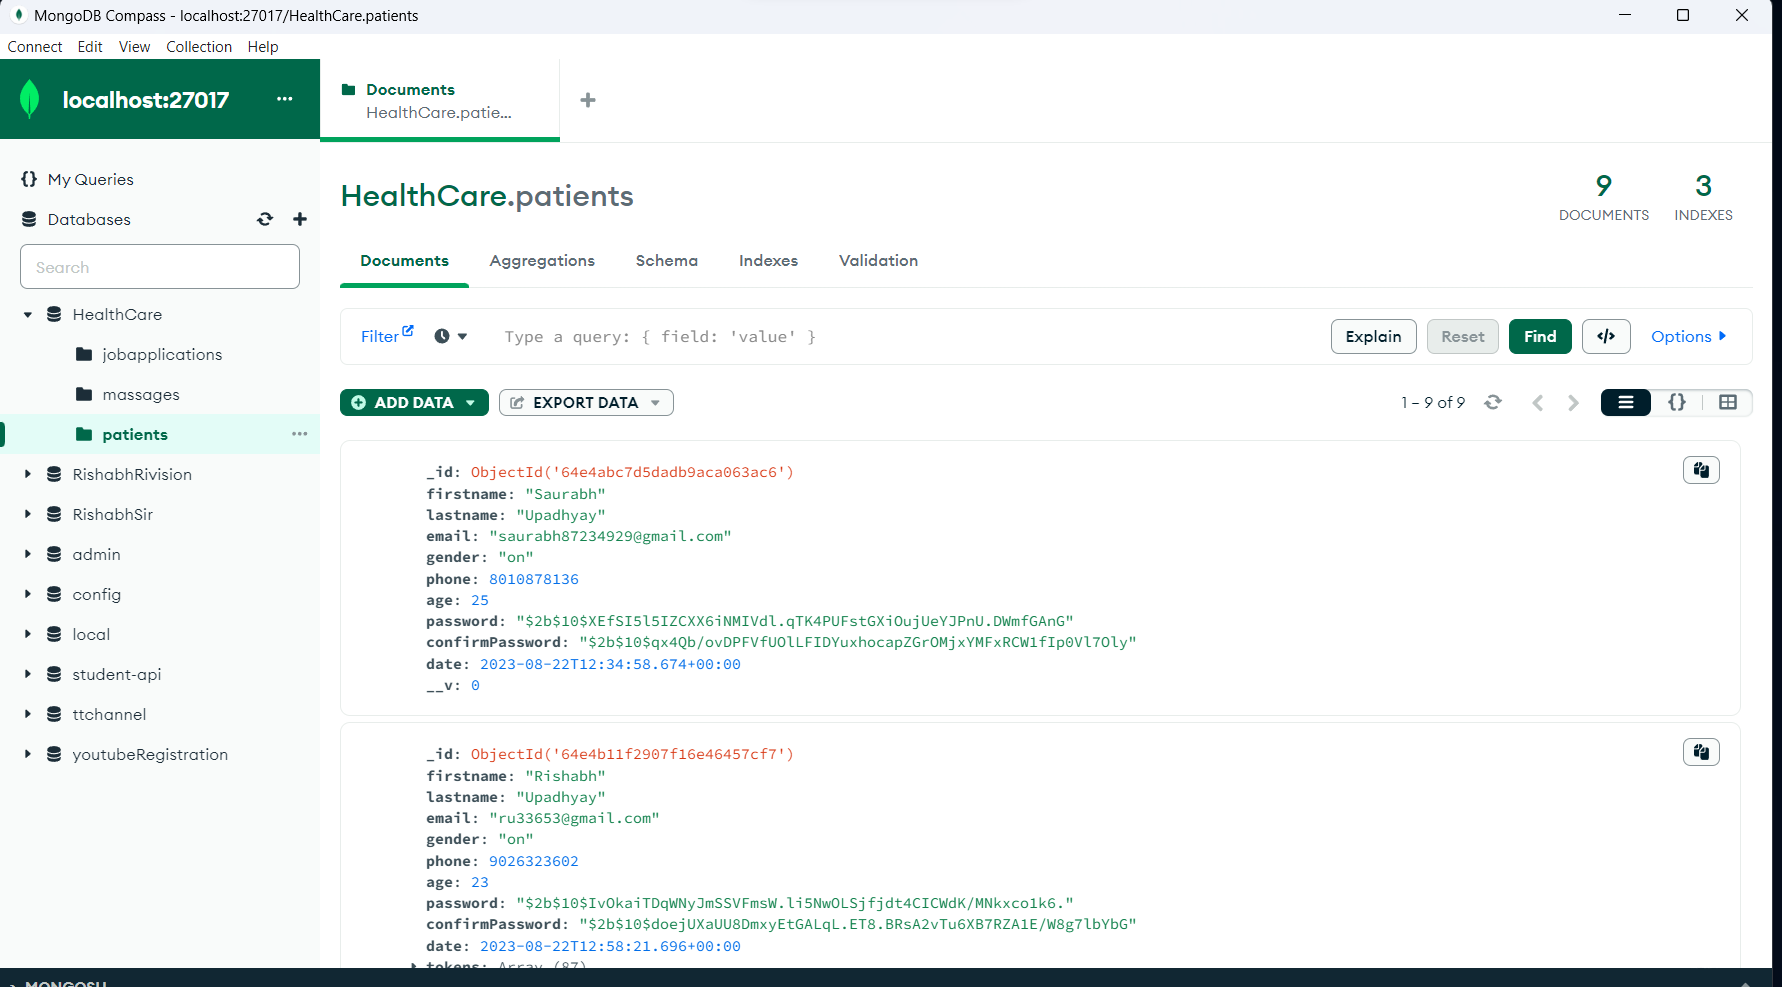 MongoDB Compass - localhost:27017/HealthCare.patients
Connect Edit View Collection Help
localhost:27017
Documents
HealthCare.patie...
My Queries
Databases
Search
HealthCare
jobapplications
massages
patients
RishabhRivision
RishabhSir
admin
config
local
student-api
ttchannel
youtubeRegistration
HealthCare.patients
9
DOCUMENTS
3
INDEXES
Documents Aggregations Schema Indexes Validation
Filter Type a query: { field: 'value' } Explain Reset Find </> Options
ADD DATA EXPORT DATA 1 – 9 of 9 {}
_id: ObjectId('64e4abc7d5dadb9aca063ac6')
firstname: "Saurabh"
lastname: "Upadhyay"
email: "saurabh87234929@gmail.com"
gender: "on"
phone: 8010878136
age: 25
password: "$2b$10$XEfSI5l5IZCXX6iNMIVdl.qTK4PUFstGXiOujUeYJPnU.DWmfGAnG"
confirmPassword: "$2b$10$qx4Qb/ovDPFVfUOlLFIDYuxhocapZGrOMjxYMFxRCW1fIp0Vl7Oly"
date: 2023-08-22T12:34:58.674+00:00
__v: 0
_id: ObjectId('64e4b11f2907f16e46457cf7')
firstname: "Rishabh"
lastname: "Upadhyay"
email: "ru33653@gmail.com"
gender: "on"
phone: 9026323602
age: 23
password: "$2b$10$IvOkaiTDqWNyJmSSVFmsW.li5NwOLSjfjdt4CICWdK/MNkxco1k6."
confirmPassword: "$2b$10$doejUXaUU8DmxyEtGALqL.ET8.BRsA2vTu6XB7RZA1E/W8g7lbYbG"
date: 2023-08-22T12:58:21.696+00:00
tokens: Array (87)
MONGOSH